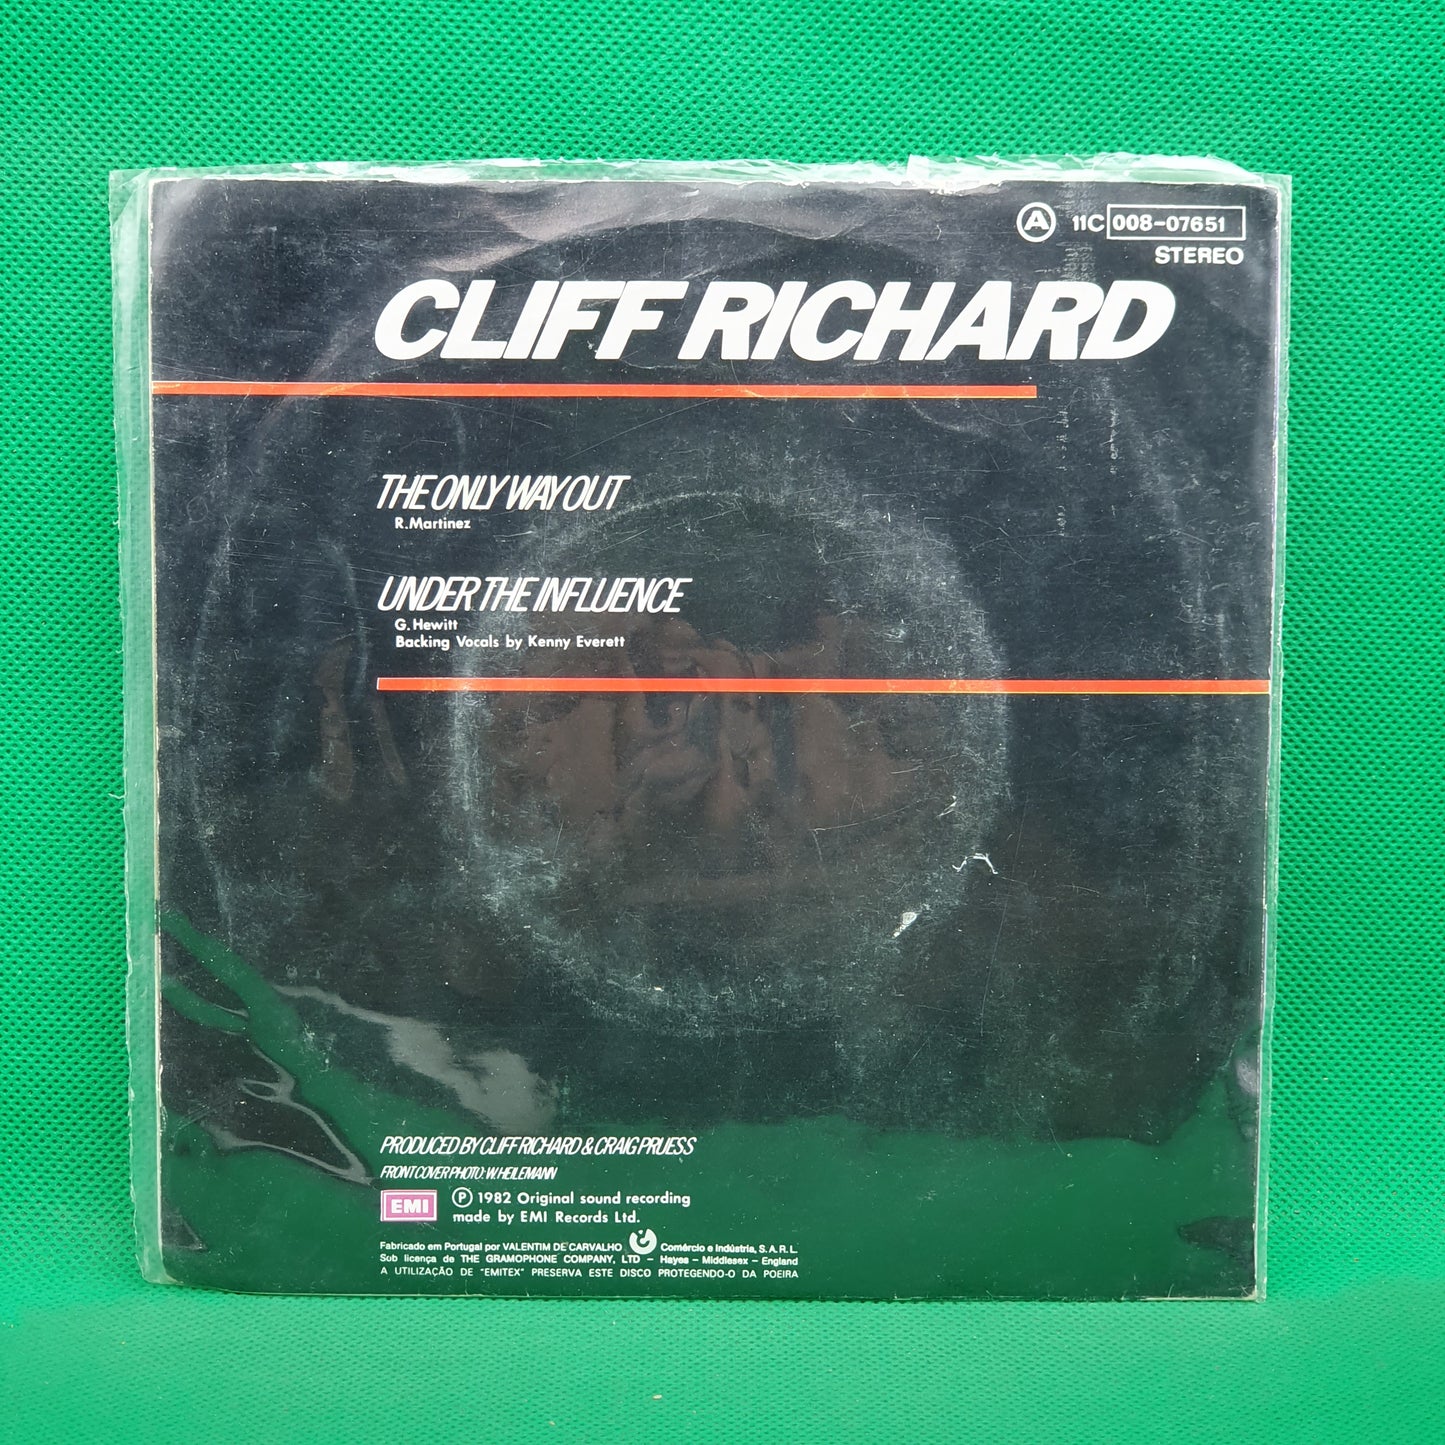 A 11C 008-07651
STEREO
CLIFF RICHARD
THE ONLY WAY OUT
R. Martinez
UNDER THE INFLUENCE
G. Hewitt
Backing Vocals by Kenny Everett
PRODUCED BY CLIFF RICHARD & CRAIG PRUESS
FRONT COVER PHOTO: W. HEILEMANN
EMI ℗ 1982 Original sound recording
made by EMI Records Ltd.
Fabricado em Portugal por VALENTIM DE CARVALHO Comércio e Indústria, S.A.R.L.
Sub licença de THE GRAMOPHONE COMPANY, LTD - Hayes - Middlesex - England
A UTILIZAÇÃO DE "EMITEX" PRESERVA ESTE DISCO PROTEGENDO-O DA POEIRA